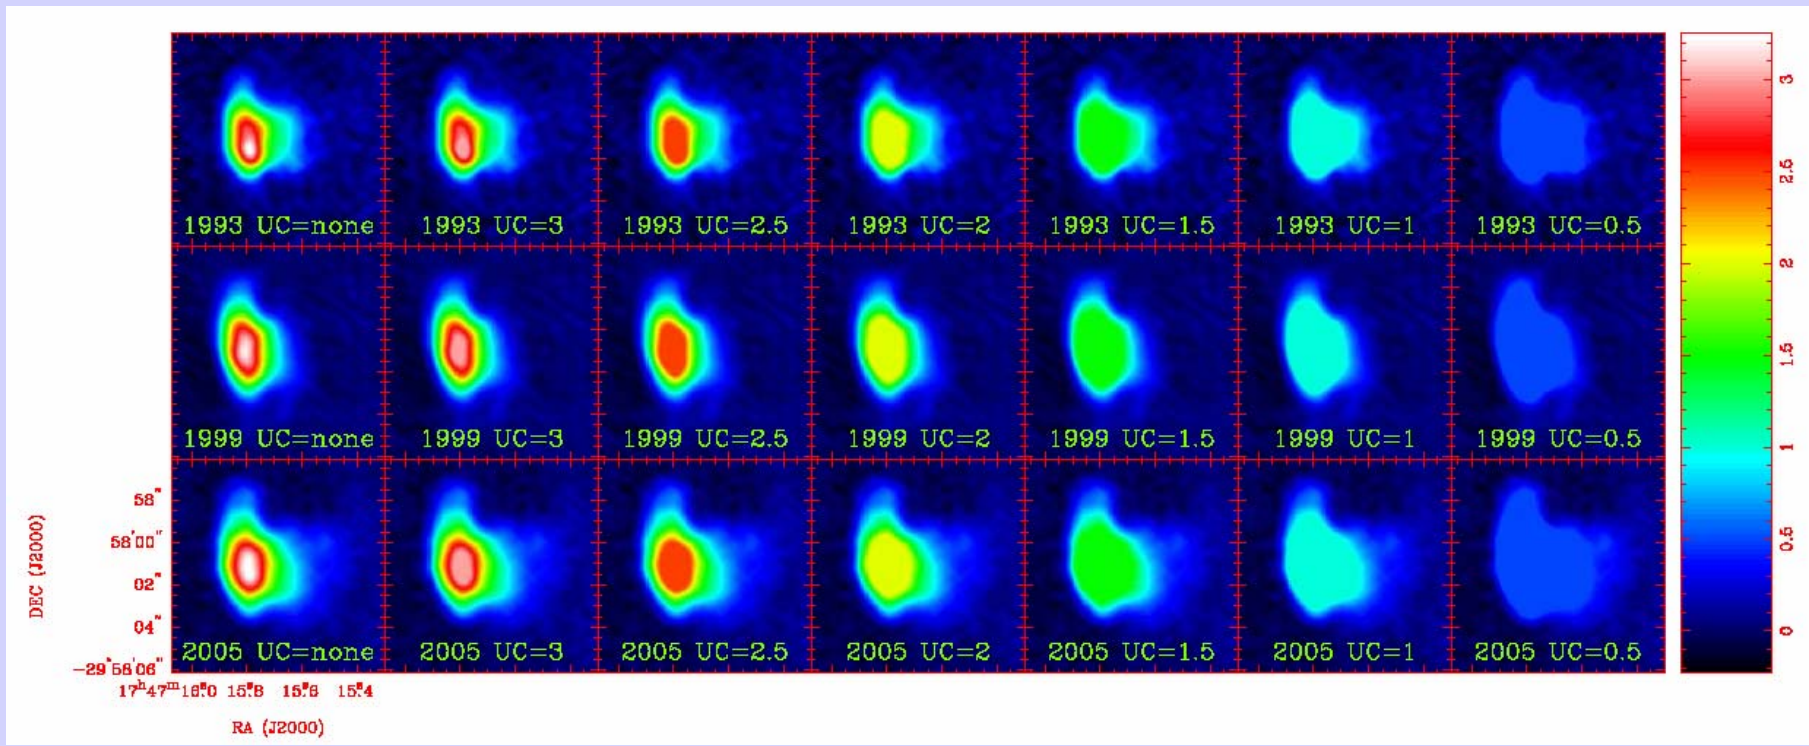 1993 UC=none 1993 UC=3 1993 UC=2.5 1993 UC=2 1993 UC=1.5 1993 UC=1 1993 UC=0.5
1999 UC=none 1999 UC=3 1999 UC=2.5 1999 UC=2 1999 UC=1.5 1999 UC=1 1999 UC=0.5
2005 UC=none 2005 UC=3 2005 UC=2.5 2005 UC=2 2005 UC=1.5 2005 UC=1 2005 UC=0.5
DEC (J2000)
58"
58'00"
02"
04"
-29°58'06"
17ʰ47ᵐ16ˢ.0 15ˢ.8 15ˢ.6 15ˢ.4
RA (J2000)
3
2.5
2
1.5
1
0.5
0